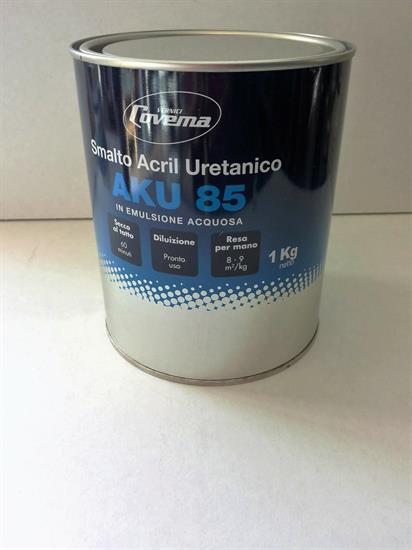 VERNICI
Covema
Smalto Acril Uretanico
AKU 85
IN EMULSIONE ACQUOSA
Secco
al tatto
60
minuti
Diluizione
Pronto
uso
Resa
per mano
8 - 9
m²/kg
1 Kg
netto